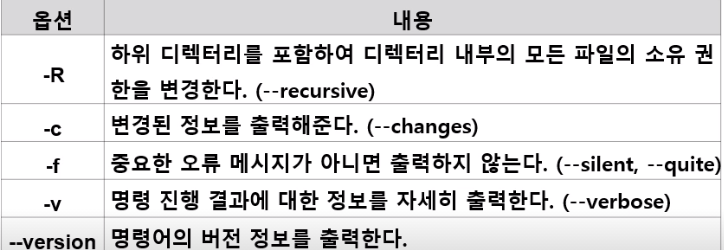 옵션 내용
-R 하위 디렉터리를 포함하여 디렉터리 내부의 모든 파일의 소유 권
한을 변경한다. (--recursive)
-c 변경된 정보를 출력해준다. (--changes)
-f 중요한 오류 메시지가 아니면 출력하지 않는다. (--silent, --quite)
-v 명령 진행 결과에 대한 정보를 자세히 출력한다. (--verbose)
--version 명령어의 버전 정보를 출력한다.